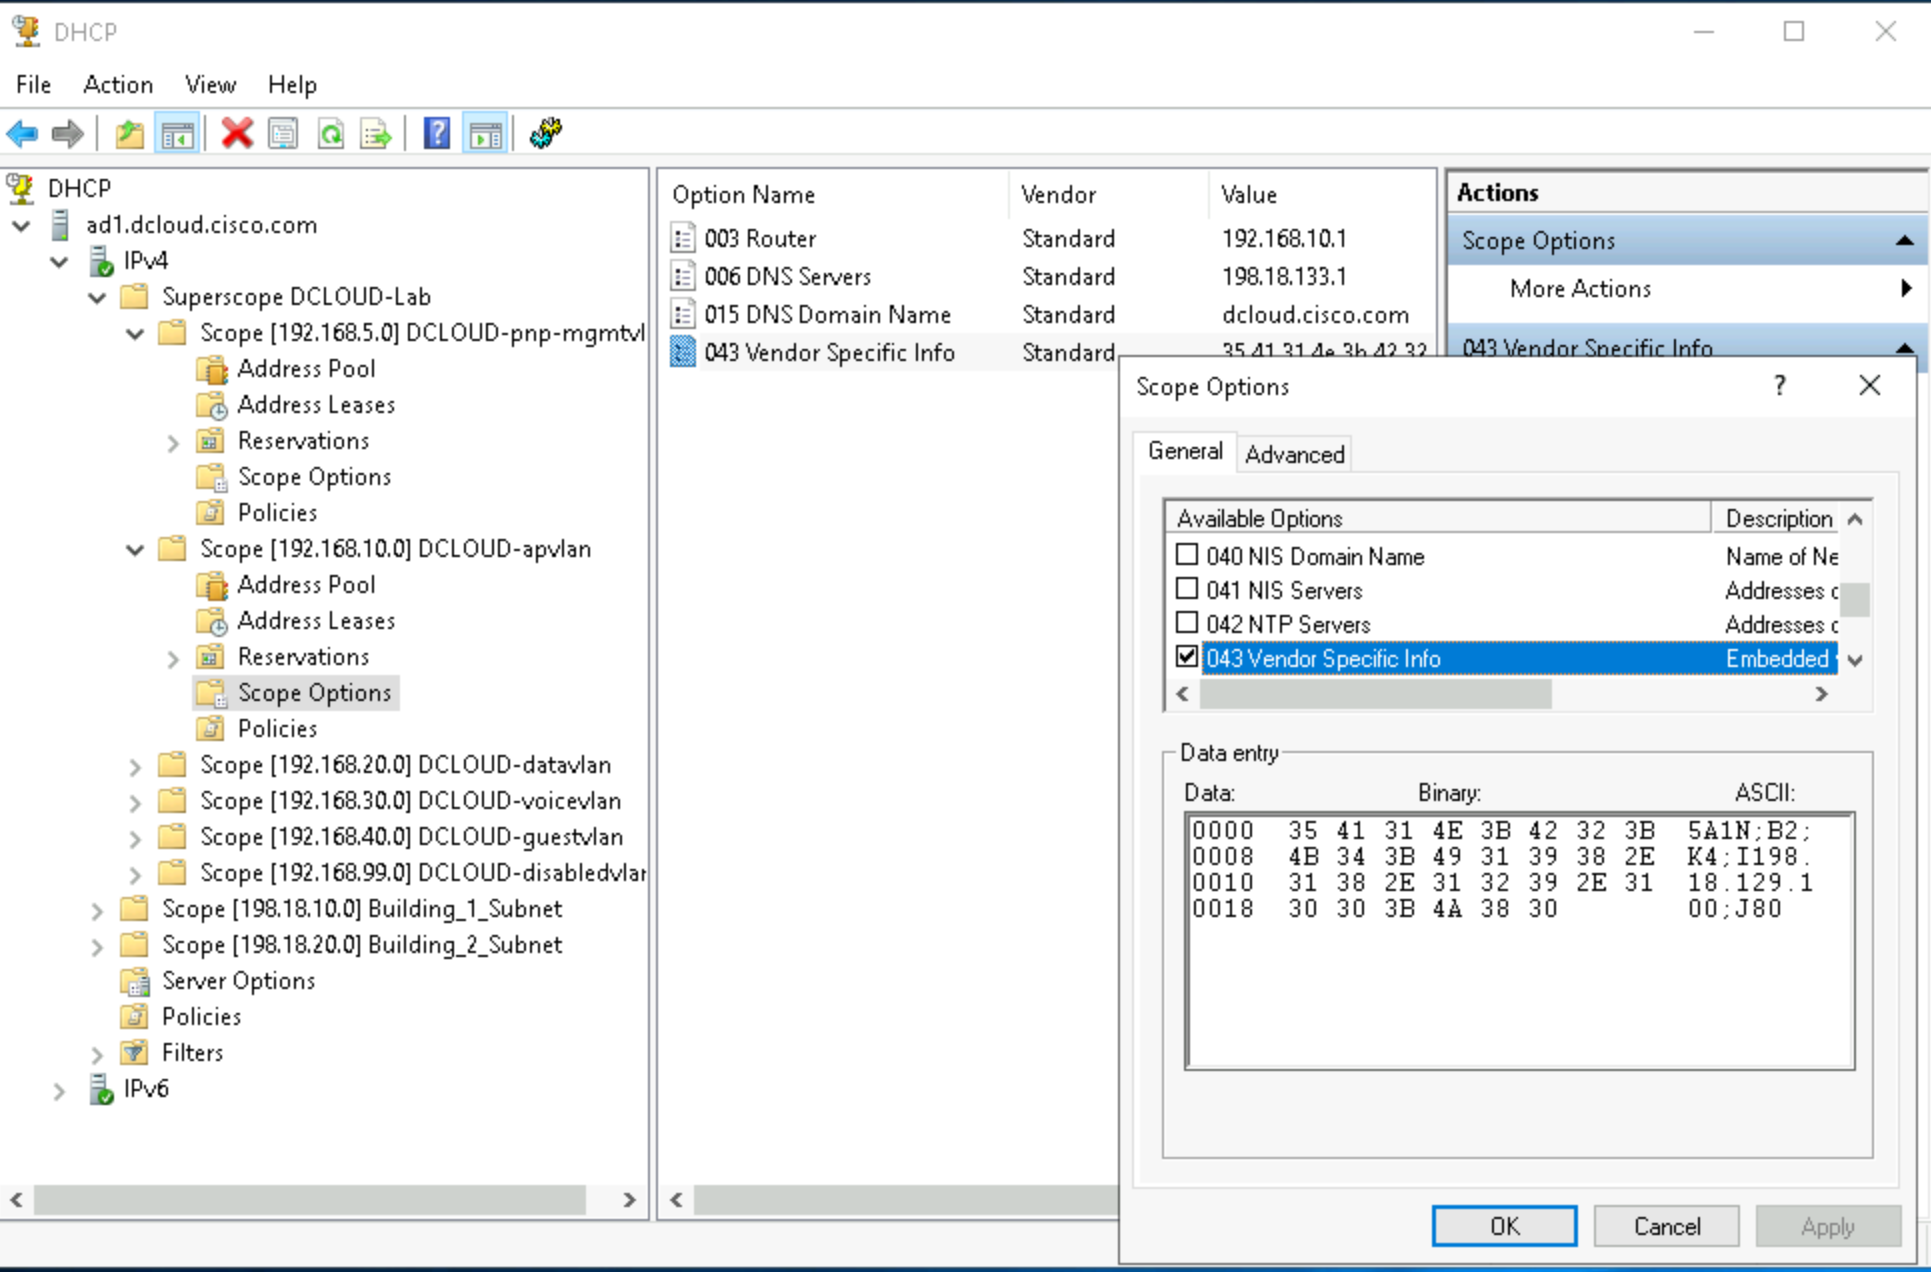 DHCP
File Action View Help
DHCP
ad1.dcloud.cisco.com
IPv4
Superscope DCLOUD-Lab
Scope [192.168.5.0] DCLOUD-pnp-mgmtvl
Address Pool
Address Leases
Reservations
Scope Options
Policies
Scope [192.168.10.0] DCLOUD-apvlan
Address Pool
Address Leases
Reservations
Scope Options
Policies
Scope [192.168.20.0] DCLOUD-datavlan
Scope [192.168.30.0] DCLOUD-voicevlan
Scope [192.168.40.0] DCLOUD-guestvlan
Scope [192.168.99.0] DCLOUD-disabledvlar
Scope [198.18.10.0] Building_1_Subnet
Scope [198.18.20.0] Building_2_Subnet
Server Options
Policies
Filters
IPv6
Option Name Vendor Value
003 Router Standard 192.168.10.1
006 DNS Servers Standard 198.18.133.1
015 DNS Domain Name Standard dcloud.cisco.com
043 Vendor Specific Info Standard 35 41 31 4e 3b 42 32
Actions
Scope Options
More Actions
043 Vendor Specific Info
Scope Options ?
General Advanced
Available Options Description
040 NIS Domain Name Name of Ne
041 NIS Servers Addresses c
042 NTP Servers Addresses c
043 Vendor Specific Info Embedded
Data entry
Data: Binary: ASCII:
0000 35 41 31 4E 3B 42 32 3B 5A1N;B2;
0008 4B 34 3B 49 31 39 38 2E K4;I198.
0010 31 38 2E 31 32 39 2E 31 18.129.1
0018 30 30 3B 4A 38 30 00;J80
OK Cancel Apply